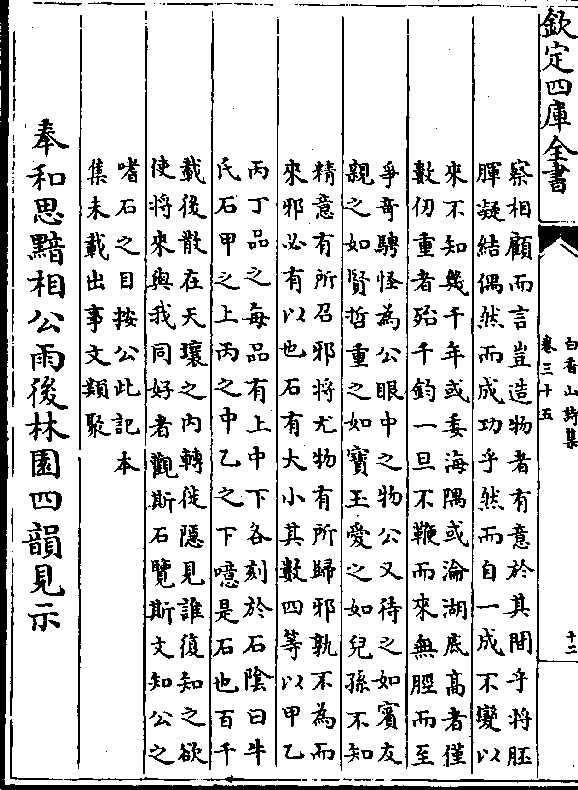 欽定四庫全書
白香山詩集
卷三十五
十二
察相顧而言豈造物者有意於其間乎將胚
腪凝結偶然而成功乎然而自一成不變以
來不知幾千年或委海隅或淪湖底高者僅
數仞重者殆千鈞一旦不鞭而來無脛而至
爭奇騁怪為公眼中之物公又待之如賓友
親之如賢哲重之如寶玉愛之如兒孫不知
精意有所召邪將尤物有所歸邪孰不為而
來邪必有以也石有大小其數四等以甲乙
丙丁品之每品有上中下各刻於石陰曰牛
氏石甲之上丙之中乙之下噫是石也百千
載後散在天壤之内轉徙隱見誰復知之欲
使將來與我同好者觀斯石覽斯文知公之
嗜石之目按公此記本
集未載出事文類聚
奉和思黯相公雨後林園四韻見示